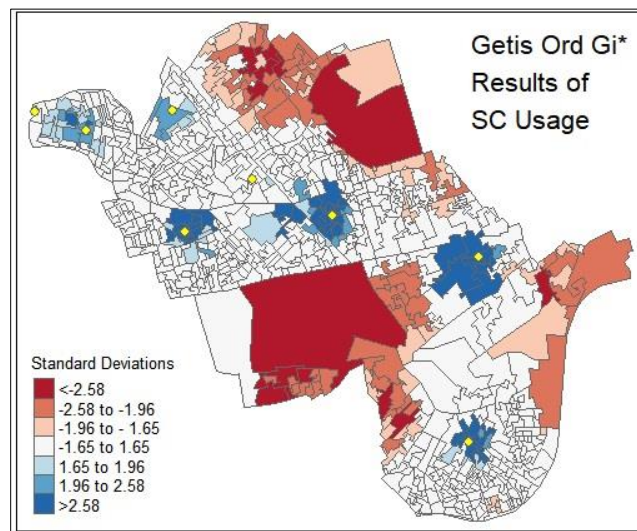 Getis Ord Gi*
Results of
SC Usage
Standard Deviations
<-2.58
-2.58 to -1.96
-1.96 to - 1.65
-1.65 to 1.65
1.65 to 1.96
1.96 to 2.58
>2.58